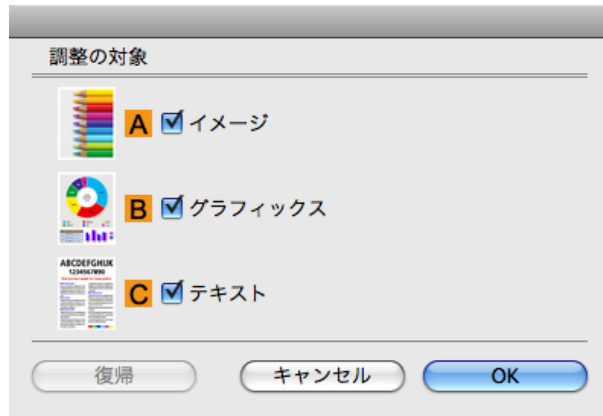 調整の対象
A イメージ
B グラフィックス
ABCDEFGHIJK
1234567890
C テキスト
復帰 キャンセル OK